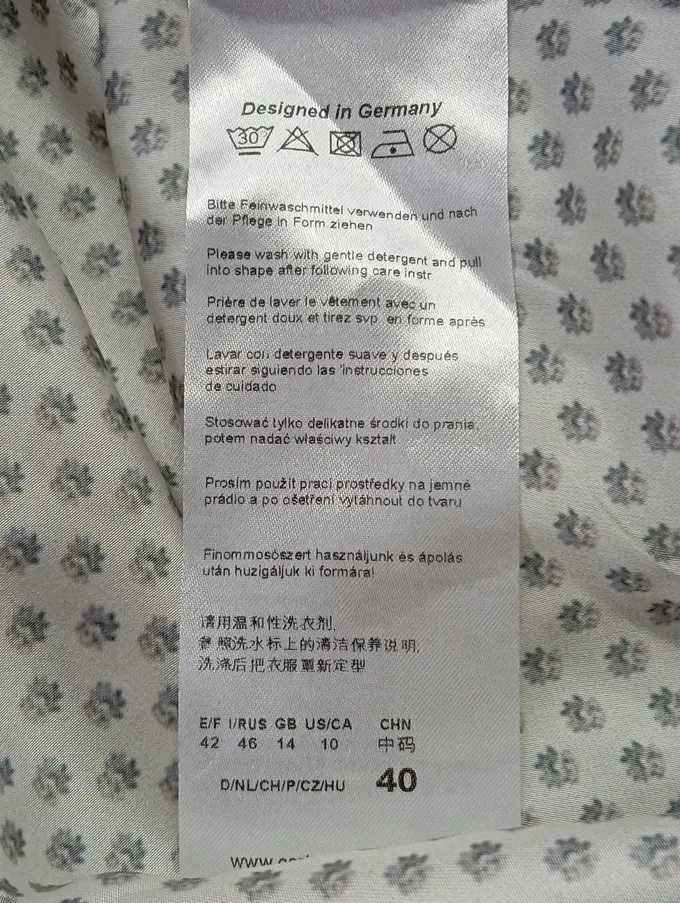 Designed in Germany
30°
Bitte Feinwaschmittel verwenden und nach
der Pflege in Form ziehen
Please wash with gentle detergent and pull
into shape after following care instr
Prière de laver le vêtement avec un
detergent doux et tirez svp. en forme après
Lavar con detergente suave y después
estirar siguiendo las 'instrucciones
de cuidado
Stosować tylko delikatne środki do prania,
potem nadać właściwy kształt
Prosím použít prací prostředky na jemné
prádlo a po ošetření vytáhnout do tvaru
Finommosószert használjunk és ápolás
után huzigáljuk ki formára!
请用温和性洗衣剂,
参照洗水标上的清洁保养说明,
洗涤后把衣服重新定型
E/F I/RUS GB US/CA CHN
42 46 14 10 中码
D/NL/CH/P/CZ/HU 40
www